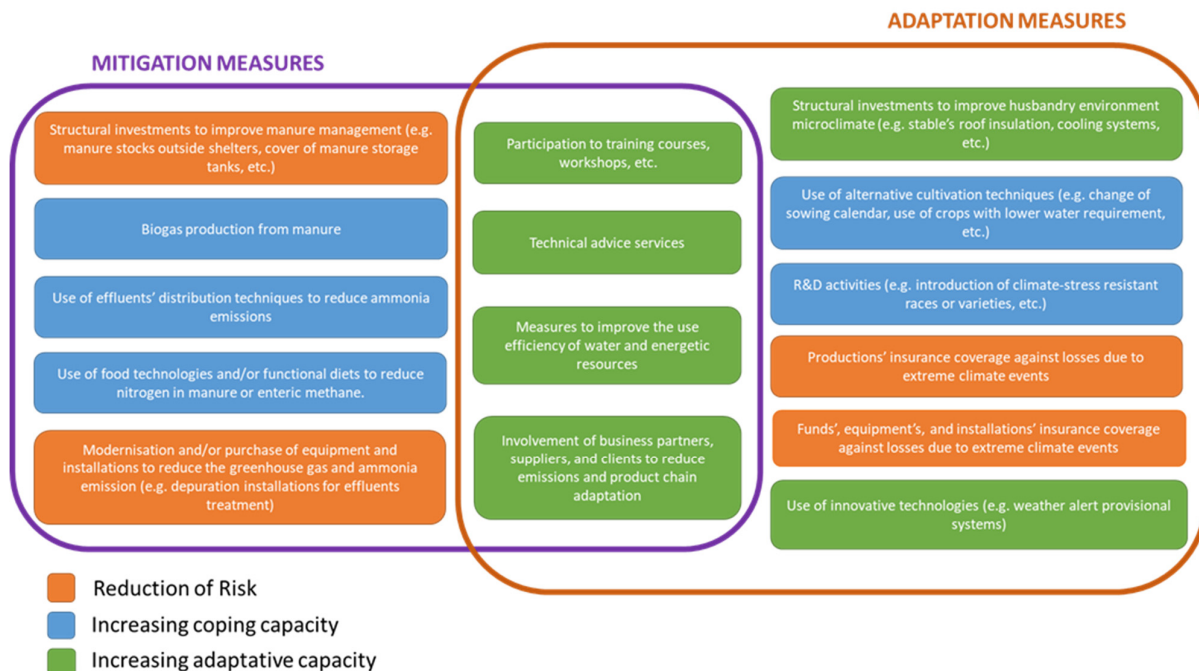 ADAPTATION MEASURES
MITIGATION MEASURES
Structural investments to improve manure management (e.g.
manure stocks outside shelters, cover of manure storage
tanks, etc.)
Biogas production from manure
Use of effluents’ distribution techniques to reduce ammonia
emissions
Use of food technologies and/or functional diets to reduce
nitrogen in manure or enteric methane.
Modernisation and/or purchase of equipment and
installations to reduce the greenhouse gas and ammonia
emission (e.g. depuration installations for effluents
treatment)
Participation to training courses,
workshops, etc.
Technical advice services
Measures to improve the use
efficiency of water and energetic
resources
Involvement of business partners,
suppliers, and clients to reduce
emissions and product chain
adaptation
Structural investments to improve husbandry environment
microclimate (e.g. stable’s roof insulation, cooling systems,
etc.)
Use of alternative cultivation techniques (e.g. change of
sowing calendar, use of crops with lower water requirement,
etc.)
R&D activities (e.g. introduction of climate-stress resistant
races or varieties, etc.)
Productions’ insurance coverage against losses due to
extreme climate events
Funds’, equipment’s, and installations’ insurance coverage
against losses due to extreme climate events
Use of innovative technologies (e.g. weather alert provisional
systems)
Reduction of Risk
Increasing coping capacity
Increasing adaptative capacity